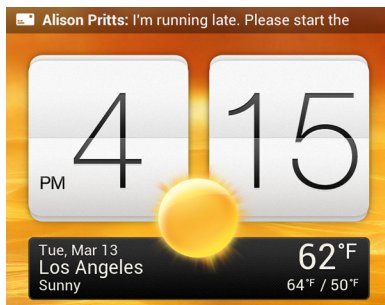 Alison Pritts: I'm running late. Please start the
4 15
PM
Tue, Mar 13
Los Angeles
Sunny
62°F
64°F / 50°F